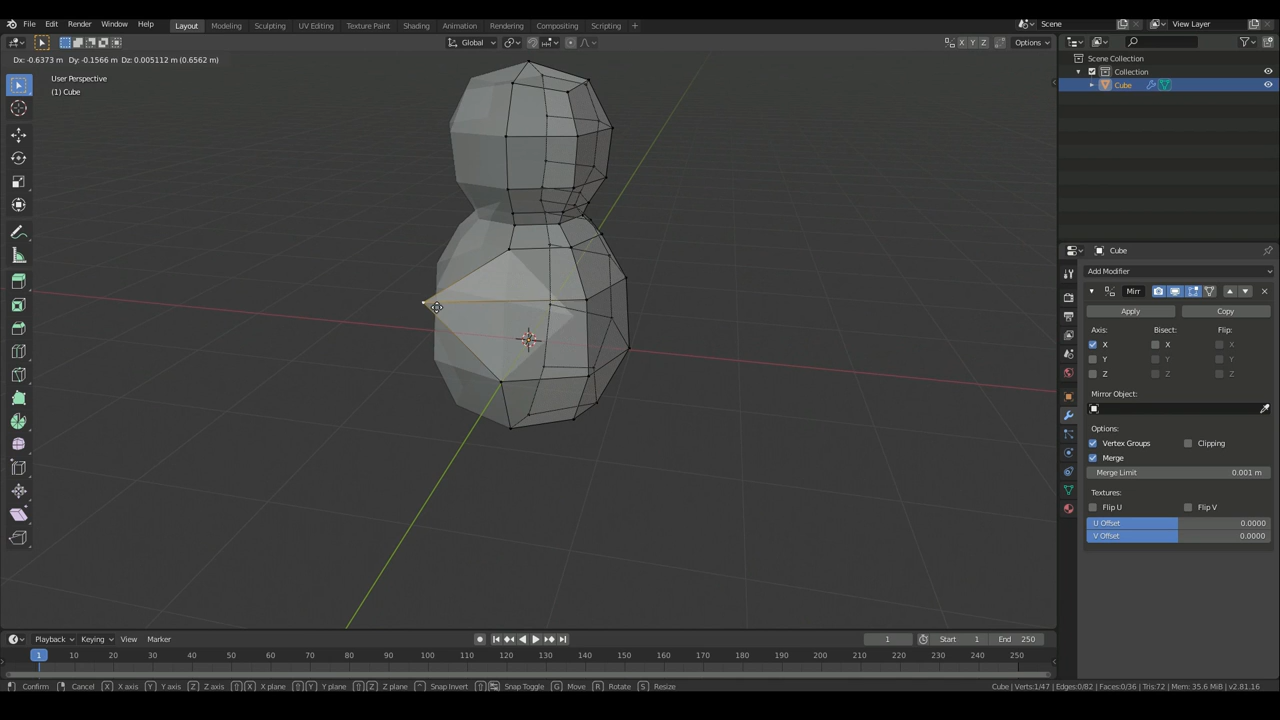 File Edit Render Window Help Layout Modeling Sculpting UV Editing Texture Paint Shading Animation Rendering Compositing Scripting + Scene View Layer
Global X Y Z Options
Dx: -0.6373 m Dy: -0.1566 m Dz: 0.005112 m (0.6562 m)
User Perspective
(1) Cube
Scene Collection
Collection
Cube
Cube
Add Modifier
Mirr
Apply Copy
Axis: Bisect: Flip:
X X X
Y Y Y
Z Z Z
Mirror Object:
Options:
Vertex Groups Clipping
Merge
Merge Limit 0.001 m
Textures:
Flip U Flip V
U Offset 0.0000
V Offset 0.0000
Playback Keying View Marker 1 Start 1 End 250
1 10 20 30 40 50 60 70 80 90 100 110 120 130 140 150 160 170 180 190 200 210 220 230 240 250
Confirm Cancel X X axis Y Y axis Z Z axis X X plane Y Y plane Z Z plane Snap Invert Snap Toggle G Move R Rotate S Resize Cube | Verts:1/47 | Edges:0/82 | Faces:0/36 | Tris:72 | Mem: 35.6 MiB | v2.81.16